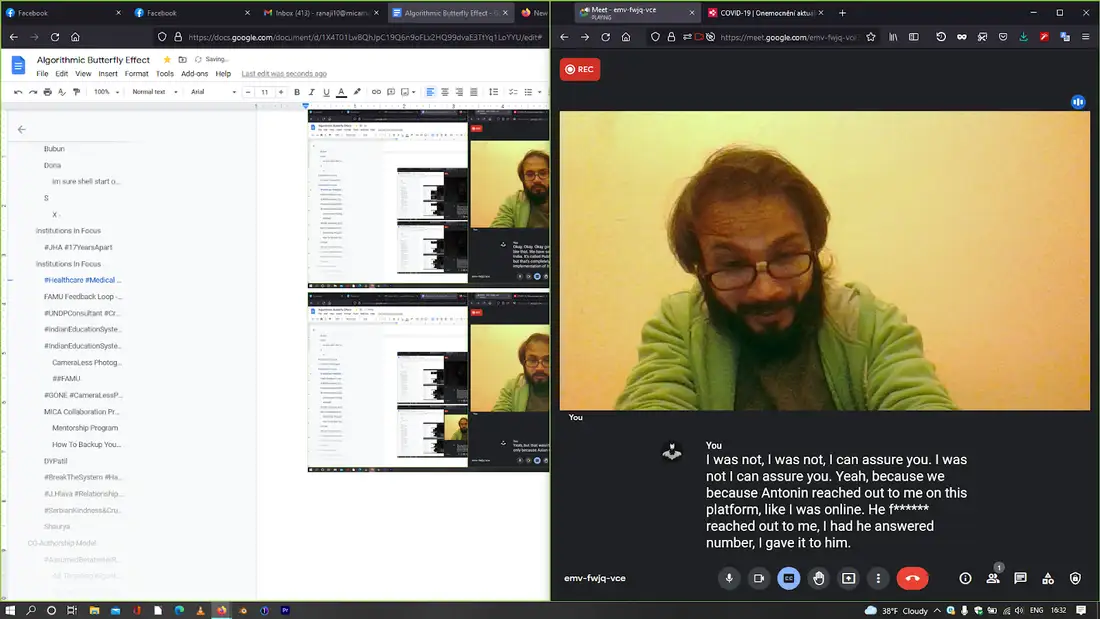 Facebook
Facebook
Inbox (413) - ranaji10@micam
Algorithmic Butterfly Effect - G
New
Meet - emv-fwjq-vce
PLAYING
COVID-19 | Onemocnění aktuál
https://docs.google.com/document/d/
https://meet.google.com/emv-fwjq-vce
Algorithmic Butterfly Effect
Saving...
File Edit View Insert Format Tools Add-ons Help Last edit was seconds ago
100% Normal text Arial 11
REC
Bubun
Dona
im sure shell start o...
S
X -
Institutions In Focus
#JHA #17YearsApart
Institutions In Focus
#Healthcare #Medical ...
FAMU Feedback Loop -...
#UNDPConsultant #Cr...
#IndianEducationSyste...
#IndianEducationSyste...
CameraLess Photog...
##FAMU
#GONE #CameraLessP...
MICA Collaboration Pr...
Mentorship Program
How To Backup You...
DYPatil
#BreakTheSystem #Ha...
#J.Hlava #Relationship...
#SerbianKindness&Cru...
Shaurya
CO-Authorship Model
You
You
I was not, I was not, I can assure you. I was
not I can assure you. Yeah, because we
because Antonin reached out to me on this
platform, like I was online. He f******
reached out to me, I had he answered
number, I gave it to him.
emv-fwjq-vce
1
38°F Cloudy
ENG
16:32